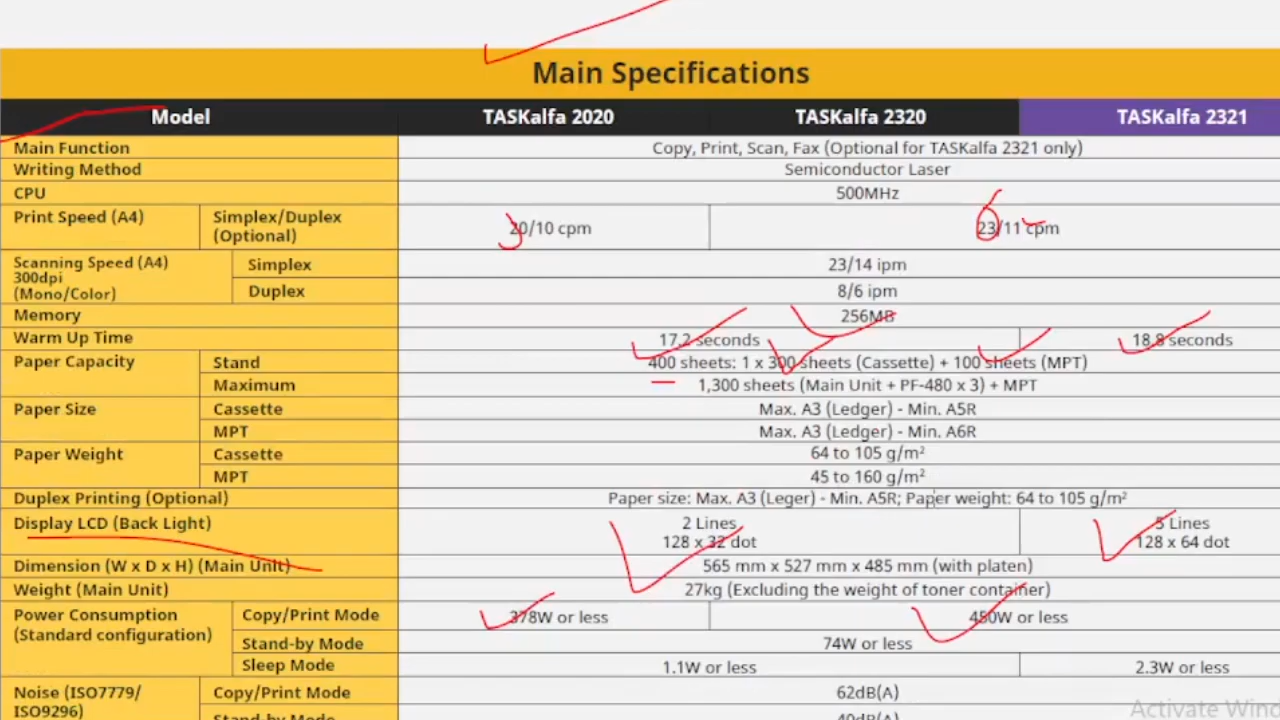 Main Specifications
Model TASKalfa 2020 TASKalfa 2320 TASKalfa 2321
Main Function Copy, Print, Scan, Fax (Optional for TASKalfa 2321 only)
Writing Method Semiconductor Laser
CPU 500MHz
Print Speed (A4) Simplex/Duplex (Optional) 20/10 cpm 23/11 cpm
Scanning Speed (A4) 300dpi (Mono/Color) Simplex 23/14 ipm
Duplex 8/6 ipm
Memory 256MB
Warm Up Time 17.2 seconds 18.8 seconds
Paper Capacity Stand 400 sheets: 1 x 300 sheets (Cassette) + 100 sheets (MPT)
Maximum 1,300 sheets (Main Unit + PF-480 x 3) + MPT
Paper Size Cassette Max. A3 (Ledger) - Min. A5R
MPT Max. A3 (Ledger) - Min. A6R
Paper Weight Cassette 64 to 105 g/m²
MPT 45 to 160 g/m²
Duplex Printing (Optional) Paper size: Max. A3 (Leger) - Min. A5R; Paper weight: 64 to 105 g/m²
Display LCD (Back Light) 2 Lines 5 Lines
128 x 32 dot 128 x 64 dot
Dimension (W x D x H) (Main Unit) 565 mm x 527 mm x 485 mm (with platen)
Weight (Main Unit) 27kg (Excluding the weight of toner container)
Power Consumption (Standard configuration) Copy/Print Mode 378W or less 450W or less
Stand-by Mode 74W or less
Sleep Mode 1.1W or less 2.3W or less
Noise (ISO7779/ ISO9296) Copy/Print Mode 62dB(A)
Stand-by Mode 40dB(A)
Activate Wind